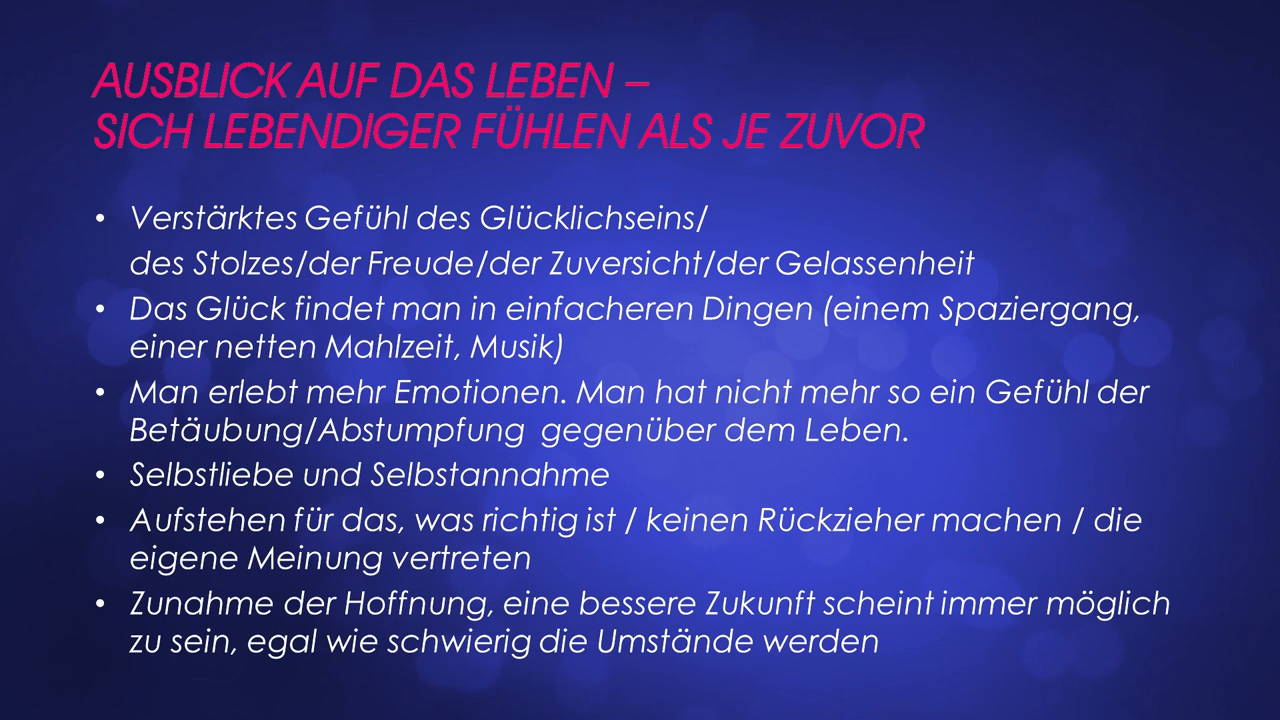 AUSBLICK AUF DAS LEBEN –
SICH LEBENDIGER FÜHLEN ALS JE ZUVOR
• Verstärktes Gefühl des Glücklichseins/
des Stolzes/der Freude/der Zuversicht/der Gelassenheit
• Das Glück findet man in einfacheren Dingen (einem Spaziergang,
einer netten Mahlzeit, Musik)
• Man erlebt mehr Emotionen. Man hat nicht mehr so ein Gefühl der
Betäubung/Abstumpfung  gegenüber dem Leben.
• Selbstliebe und Selbstannahme
• Aufstehen für das, was richtig ist / keinen Rückzieher machen / die
eigene Meinung vertreten
• Zunahme der Hoffnung, eine bessere Zukunft scheint immer möglich
zu sein, egal wie schwierig die Umstände werden